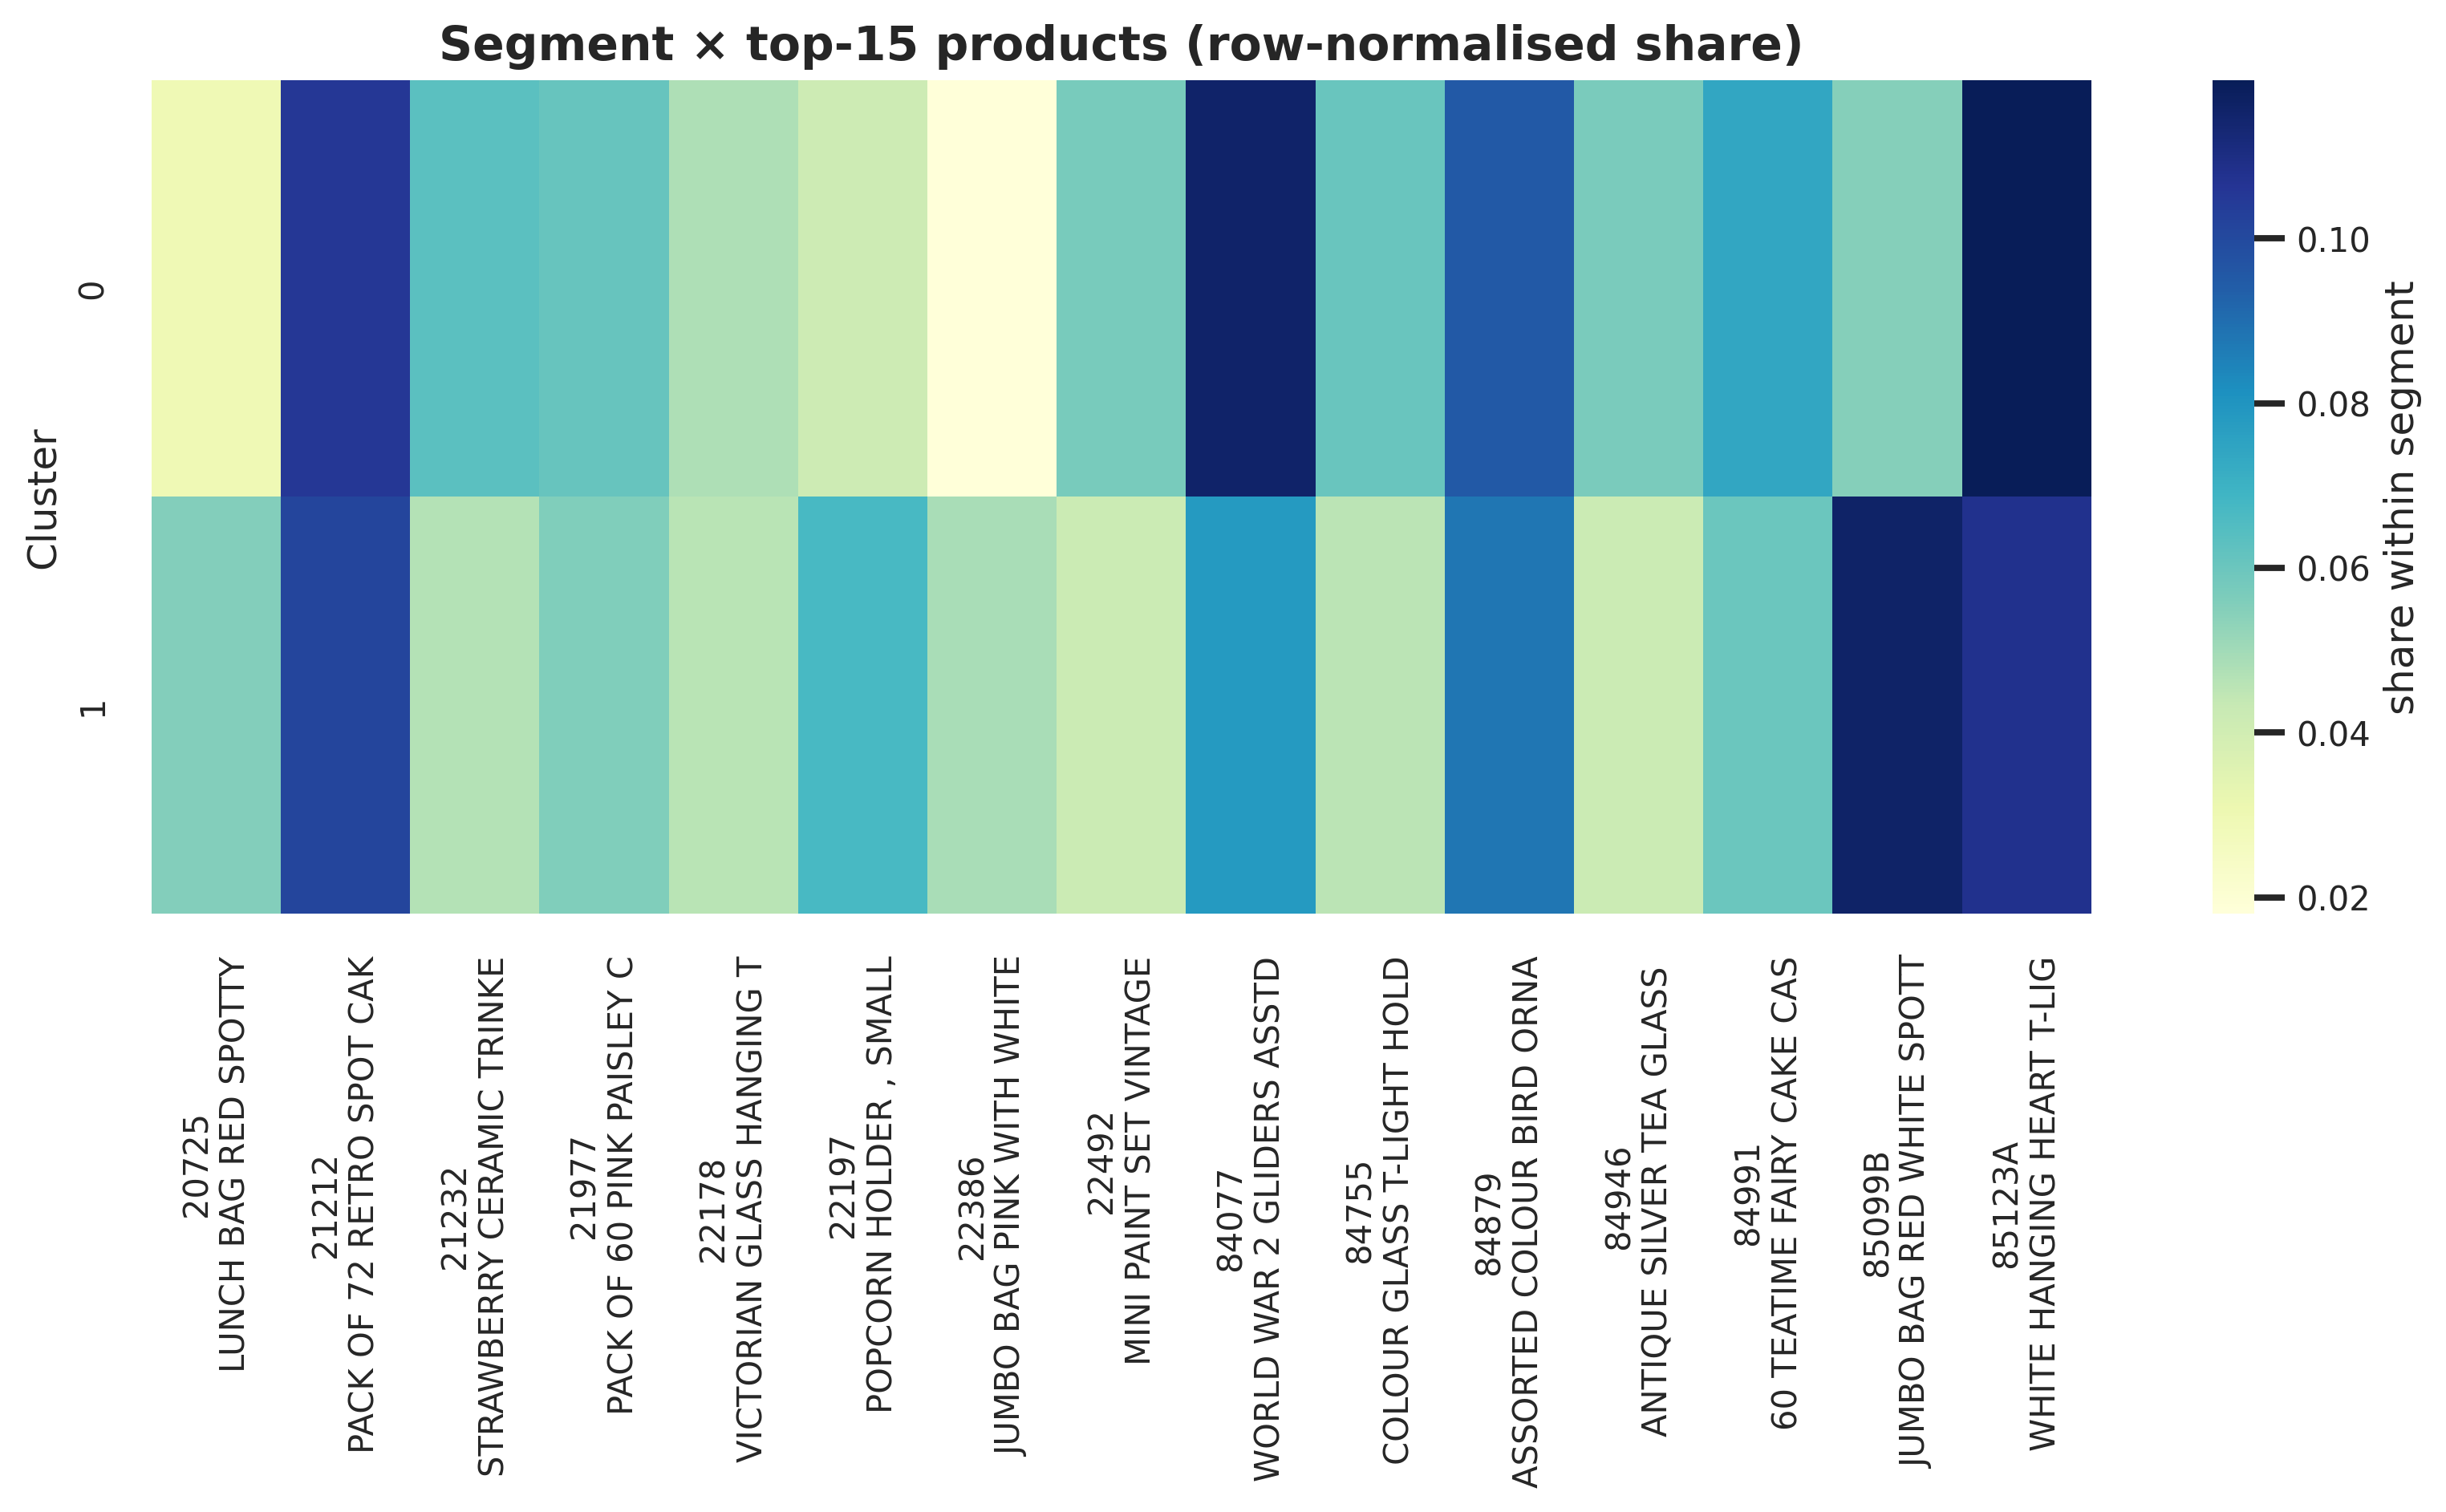 Segment × top-15 products (row-normalised share)
Cluster
0
1
20725
LUNCH BAG RED SPOTTY
21212
PACK OF 72 RETRO SPOT CAK
21232
STRAWBERRY CERAMIC TRINKE
21977
PACK OF 60 PINK PAISLEY C
22178
VICTORIAN GLASS HANGING T
22197
POPCORN HOLDER , SMALL
22386
JUMBO BAG PINK WITH WHITE
22492
MINI PAINT SET VINTAGE
84077
WORLD WAR 2 GLIDERS ASSTD
84755
COLOUR GLASS T-LIGHT HOLD
84879
ASSORTED COLOUR BIRD ORNA
84946
ANTIQUE SILVER TEA GLASS
84991
60 TEATIME FAIRY CAKE CAS
85099B
JUMBO BAG RED WHITE SPOTT
85123A
WHITE HANGING HEART T-LIG
0.10
0.08
0.06
0.04
0.02
share within segment